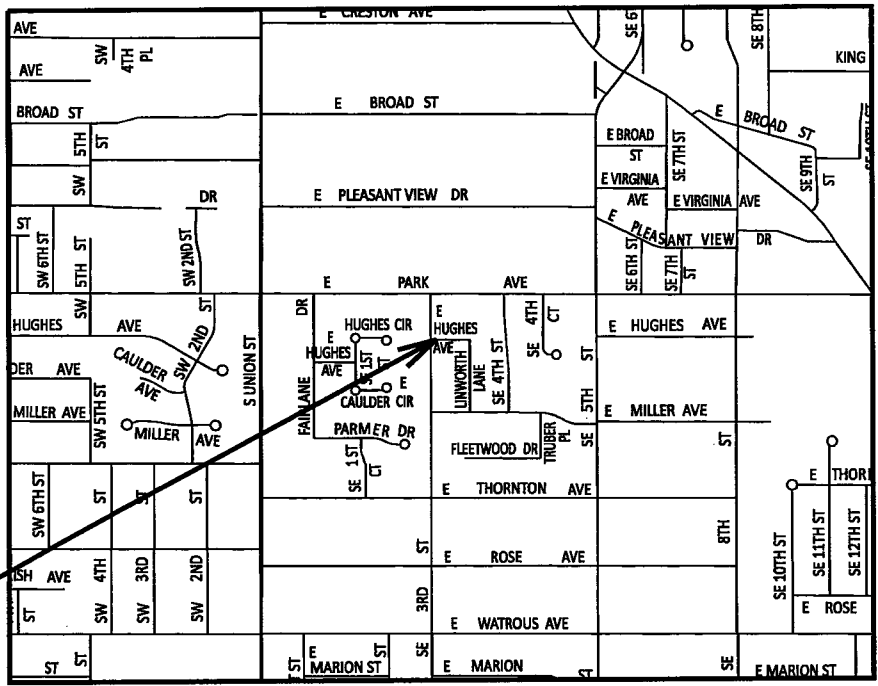 E CRESTON AVE
AVE
SW
4TH
PL
SE 6
SE 8TH
KING
AVE
BROAD ST
E BROAD ST
E BROAD ST
E BROAD
ST
SE 7TH ST
SE 9TH
ST
5TH
ST
SW
E VIRGINIA
AVE
E VIRGINIA AVE
DR
E PLEASANT VIEW DR
E PLEASANT VIEW DR
ST
SW 6TH ST
5TH ST
SW
SW 2ND ST
SE 6TH ST
SE 7TH
ST
E PARK AVE
HUGHES AVE
SW 2ND
ST
S UNION ST
FAIRLANE
DR
HUGHES CIR
E
HUGHES
AVE
SE 1ST
ST
E
CAULDER CIR
E
HUGHES
AVE
LINWORTH
LANE
SE 4TH ST
SE 4TH
CT
SE 5TH ST
E HUGHES AVE
CAULDER
AVE
DER AVE
MILLER AVE
SW 5TH ST
MILLER AVE
PARMER DR
SE 1ST
CT
FLEETWOOD DR
TRUBER
PL
E MILLER AVE
SE 8TH ST
SW 6TH ST
ST
ST
ST
E THORNTON AVE
E THOR
SE 10TH ST
SE 11TH ST
SE 12TH ST
ISH AVE
ST
SW 4TH
SW 3RD
SW 2ND
SE 3RD ST
E ROSE AVE
E ROSE
E WATROUS AVE
ST
ST
ST
E
MARION ST
ST
E MARION
ST
E MARION ST